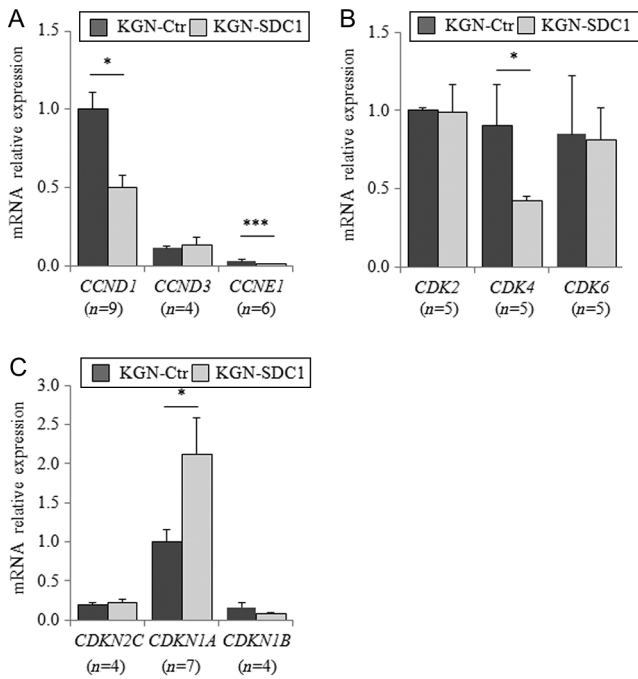 A
KGN-Ctr KGN-SDC1
mRNA relative expression
1.5
1.0
0.5
0.0
*
***
CCND1 CCND3 CCNE1
(n=9) (n=4) (n=6)
B
KGN-Ctr KGN-SDC1
mRNA relative expression
1.5
1.0
0.5
0.0
*
CDK2 CDK4 CDK6
(n=5) (n=5) (n=5)
C
KGN-Ctr KGN-SDC1
mRNA relative expression
3.0
2.5
2.0
1.5
1.0
0.5
0.0
*
CDKN2C CDKN1A CDKN1B
(n=4) (n=7) (n=4)